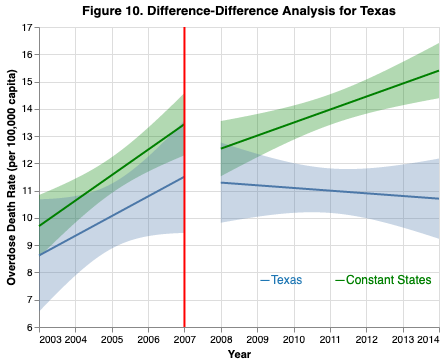 Figure 10. Difference-Difference Analysis for Texas
Overdose Death Rate (per 100,000 capita)
17
16
15
14
13
12
11
10
9
8
7
6
Texas
Constant States
2003 2004 2005 2006 2007 2008 2009 2010 2011 2012 2013 2014
Year